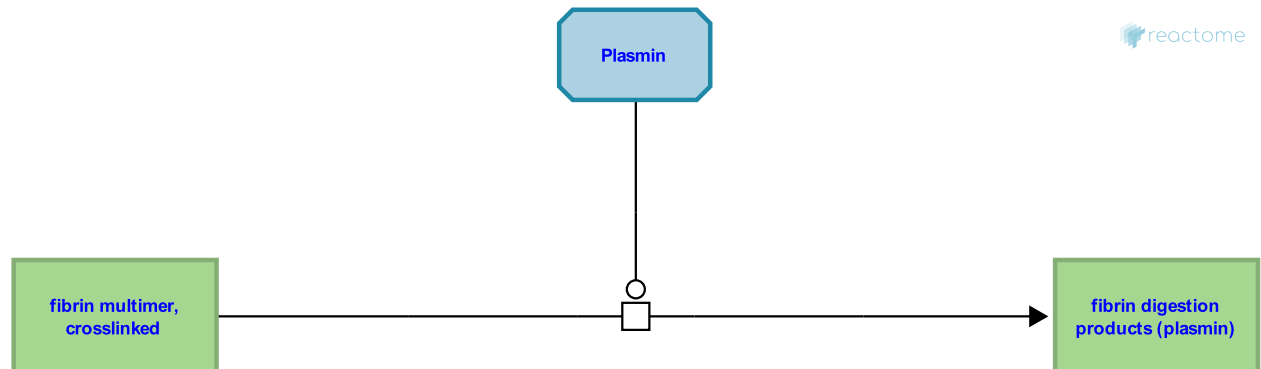 Plasmin
reactome
fibrin multimer,
crosslinked
fibrin digestion
products (plasmin)